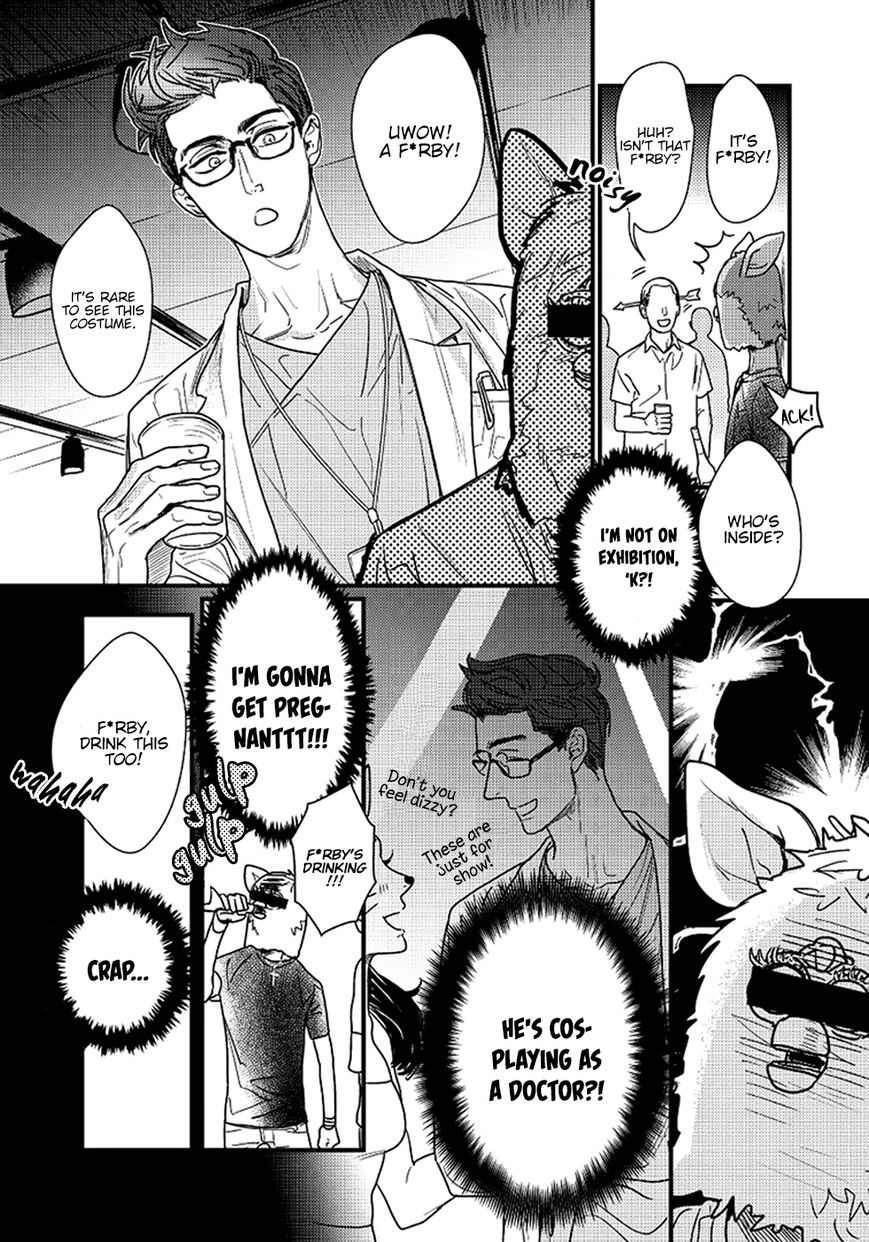 IT'S
F*RBY!
HUH?
ISN'T THAT
F*RBY?
noisy
ACK!
WHO'S
INSIDE?
I'M NOT ON
EXHIBITION,
'K?!
UWOW!
A F*RBY!
IT'S RARE
TO SEE THIS
COSTUME.
HE'S COS-
PLAYING AS
A DOCTOR?!
Don't you
feel dizzy?
These are
just for
show!
I'M GONNA
GET PREG-
NANTTT!!!
F*RBY'S
DRINKING
!!!
gulp
gulp
F*RBY,
DRINK THIS
TOO!
wahaha
CRAP...